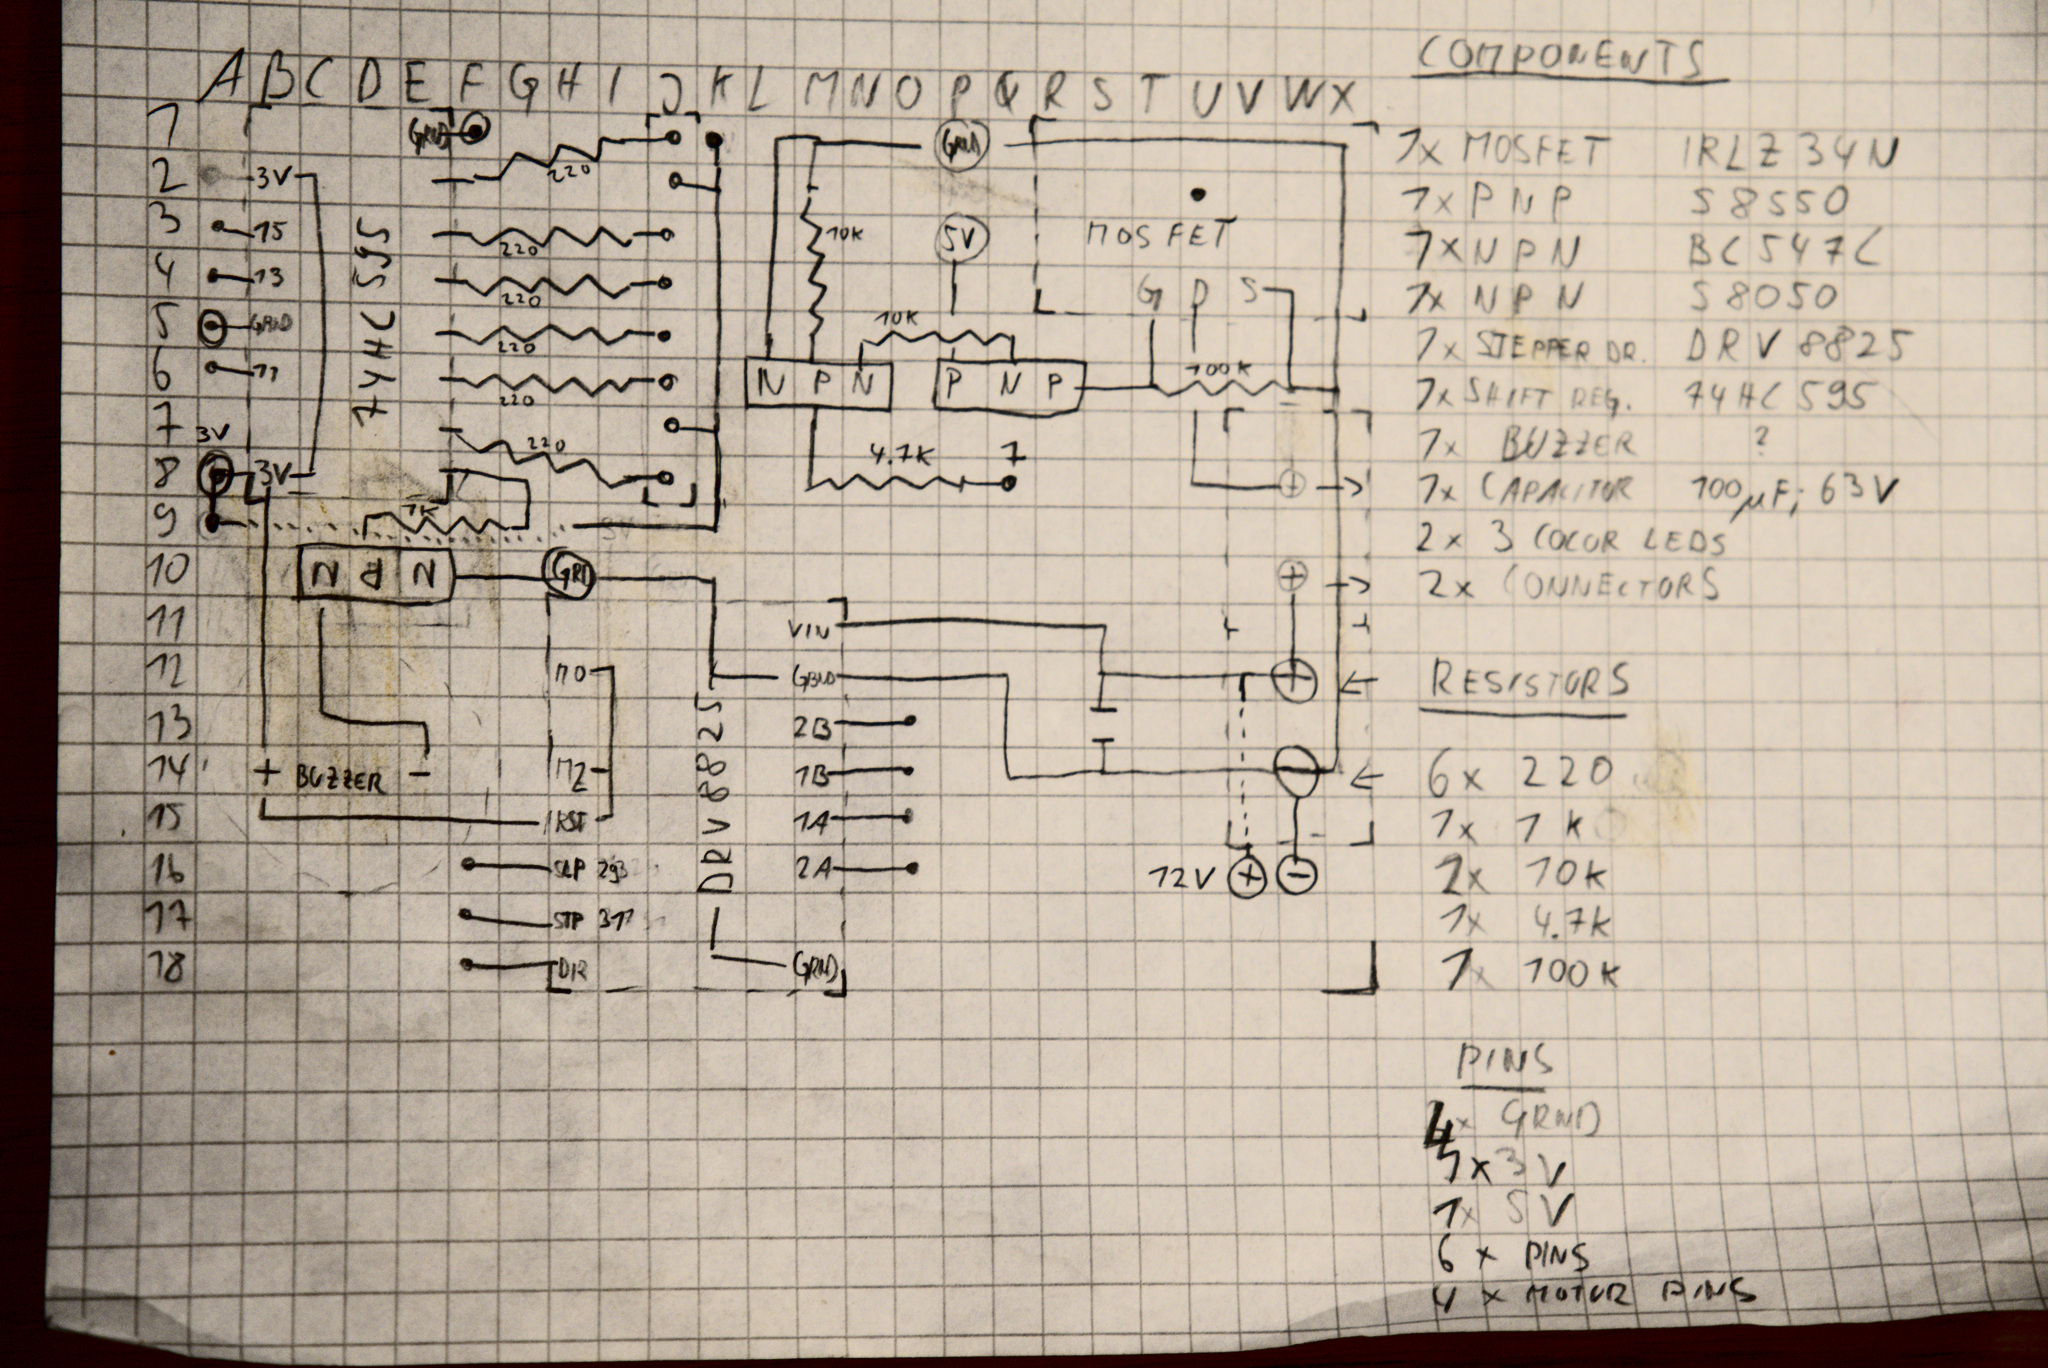 COMPONENTS
A B C D E F G H I J K L M N O P Q R S T U V W X
1 GRND GRND 1x MOSFET IRLZ34N
2 3V 220 1x PNP S8550
3 15 220 10K 5V MOSFET 1x NPN BC547C
4 13 220 G D S 1x NPN S8050
5 GRND 220 10K 1x STEPPER DR. DRV8825
6 11 220 N P N P N P 100K 1x SHIFT REG. 74HC595
74HC595
7 3V 220 4.7K 7 1x BUZZER ?
8 3V + 1x CAPACITOR 100µF; 63V
9 1K 2x 3 COLOR LEDS
10 N P N GRD + 2x CONNECTORS
11 VIN
12 M0 GRND + RESISTORS
13 2B
14 + BUZZER - M2 1B 6x 220
15 RST 1A 1x 1K
16 SLP 2A 12V + - 2x 10K
DRV8825
17 STP 1x 4.7K
18 DIR GRND 1x 100K
PINS
4x GRND
x 3V
1x 5V
6 x PINS
4 x MOTOR PINS